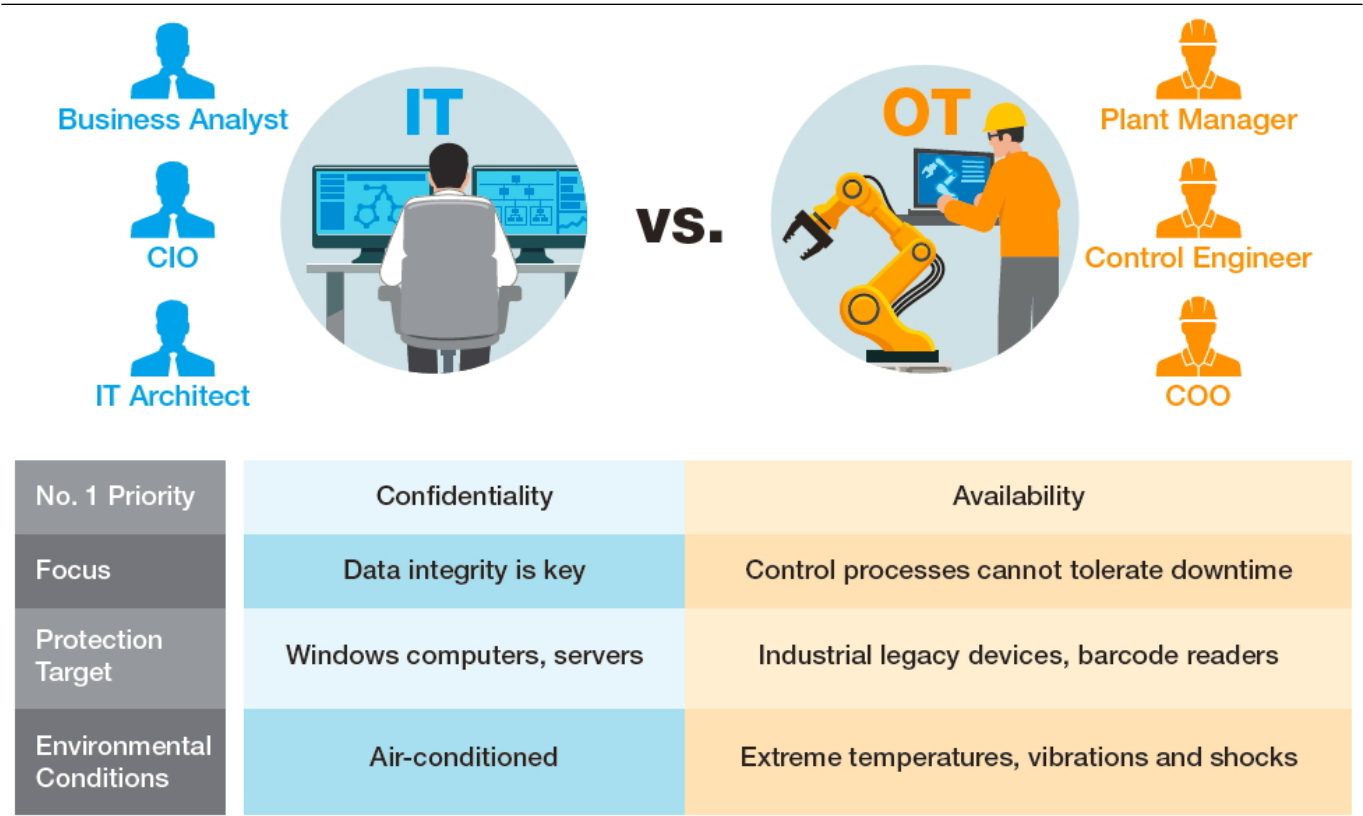 Business Analyst
CIO
IT Architect
IT
vs.
OT
Plant Manager
Control Engineer
COO
No. 1 Priority
Confidentiality
Availability
Focus
Data integrity is key
Control processes cannot tolerate downtime
Protection
Target
Windows computers, servers
Industrial legacy devices, barcode readers
Environmental
Conditions
Air-conditioned
Extreme temperatures, vibrations and shocks